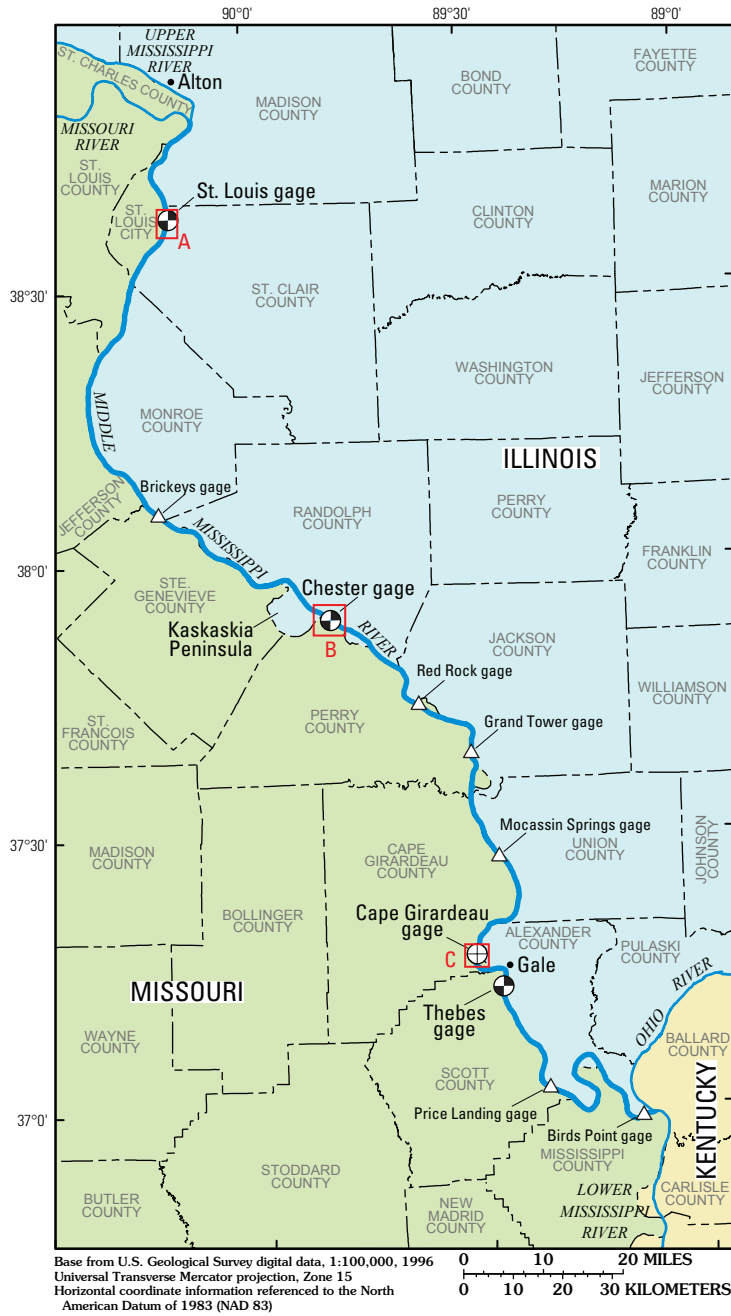 90°0'
89°30'
89°0'
UPPER
MISSISSIPPI
RIVER
ST. CHARLES COUNTY
Alton
MADISON
COUNTY
BOND
COUNTY
FAYETTE
COUNTY
MISSOURI
RIVER
ST.
LOUIS
COUNTY
St. Louis gage
ST.
LOUIS
CITY
A
MARION
COUNTY
CLINTON
COUNTY
38°30'
ST. CLAIR
COUNTY
WASHINGTON
COUNTY
JEFFERSON
COUNTY
MIDDLE
MONROE
COUNTY
ILLINOIS
Brickeys gage
JEFFERSON
COUNTY
MISSISSIPPI
RANDOLPH
COUNTY
PERRY
COUNTY
FRANKLIN
COUNTY
38°0'
STE.
GENEVIEVE
COUNTY
Chester gage
Kaskaskia
Peninsula
B
RIVER
JACKSON
COUNTY
Red Rock gage
WILLIAMSON
COUNTY
ST.
FRANCOIS
COUNTY
PERRY
COUNTY
Grand Tower gage
37°30'
MADISON
COUNTY
CAPE
GIRARDEAU
COUNTY
Mocassin Springs gage
UNION
COUNTY
JOHNSON
COUNTY
BOLLINGER
COUNTY
Cape Girardeau
gage
C
ALEXANDER
COUNTY
PULASKI
COUNTY
Gale
MISSOURI
Thebes
gage
OHIO RIVER
WAYNE
COUNTY
BALLARD
COUNTY
SCOTT
COUNTY
KENTUCKY
37°0'
Price Landing gage
Birds Point gage
MISSISSIPPI
COUNTY
STODDARD
COUNTY
BUTLER
COUNTY
NEW
MADRID
COUNTY
LOWER
MISSISSIPPI
RIVER
CARLISLE
COUNTY
Base from U.S. Geological Survey digital data, 1:100,000, 1996
Universal Transverse Mercator projection, Zone 15
Horizontal coordinate information referenced to the North
American Datum of 1983 (NAD 83)
0 10 20 MILES
0 10 20 30 KILOMETERS